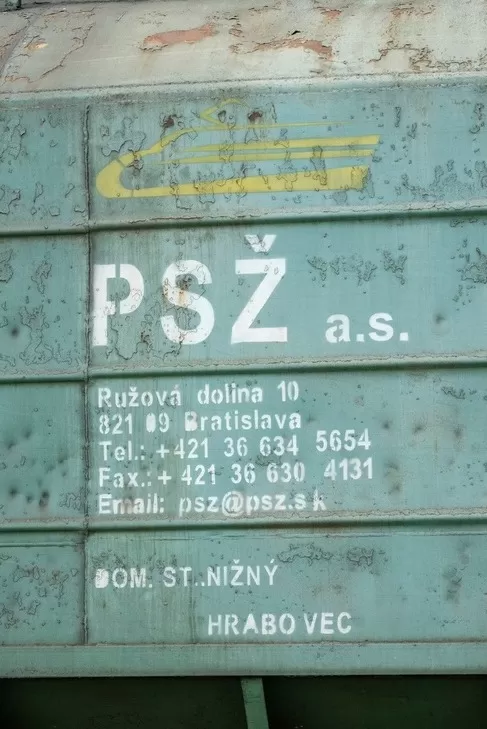 PSŽ a.s.
Ružová dolina 10
821 09 Bratislava
Tel.: +421 36 634 5654
Fax.: + 421 36 630 4131
Email: psz@psz.sk
DOM. ST..NIŽNÝ
HRABOVEC